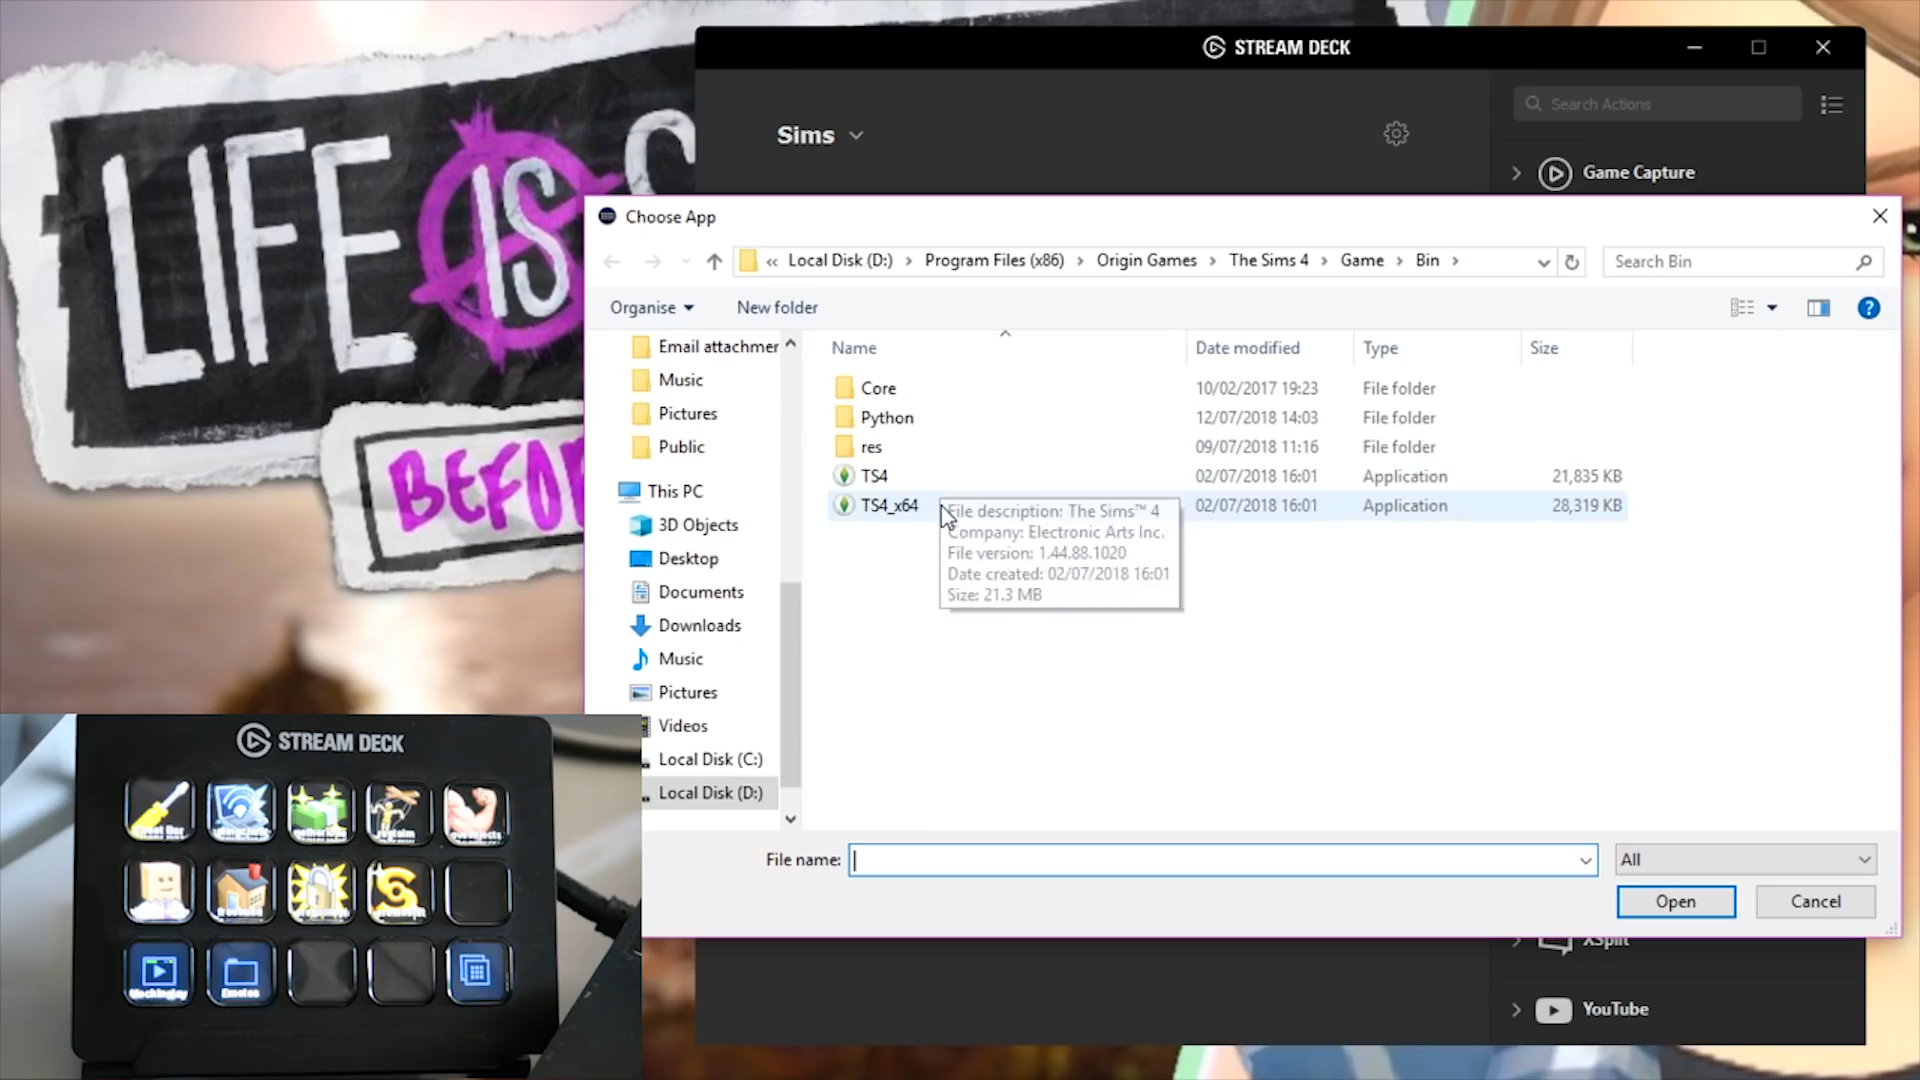 LIFE IS
BEFO
STREAM DECK
Sims
Search Actions
Game Capture
Choose App
« Local Disk (D:) › Program Files (x86) › Origin Games › The Sims 4 › Game › Bin ›
Search Bin
Organise
New folder
Name
Date modified
Type
Size
Email attachmer
Music
Pictures
Public
This PC
3D Objects
Desktop
Documents
Downloads
Music
Pictures
Videos
Local Disk (C:)
Local Disk (D:)
Core 10/02/2017 19:23 File folder
Python 12/07/2018 14:03 File folder
res 09/07/2018 11:16 File folder
TS4 02/07/2018 16:01 Application 21,835 KB
TS4_x64 02/07/2018 16:01 Application 28,319 KB
File description: The Sims™ 4
Company: Electronic Arts Inc.
File version: 1.44.88.1020
Date created: 02/07/2018 16:01
Size: 21.3 MB
File name:
All
Open
Cancel
XSplit
YouTube
STREAM DECK
Emotes